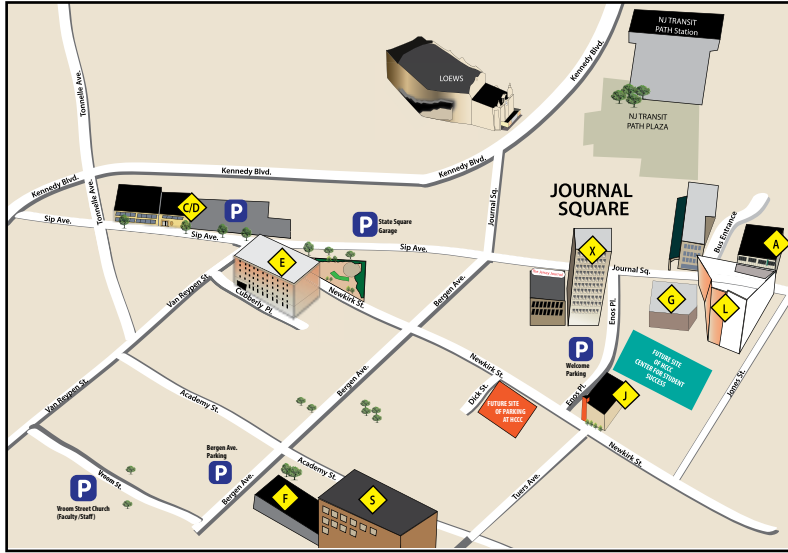 NJ TRANSIT
PATH Station
Tonnelle Ave.
Kennedy Blvd.
LOEWS
NJ TRANSIT
PATH PLAZA
Kennedy Blvd.
Kennedy Blvd.
Kennedy Blvd.
Tonnelle Ave.
JOURNAL
SQUARE
Journal Sq.
C/D
P
Sip Ave.
Sip Ave.
P
State Square
Garage
Sip Ave.
Bus Entrance
A
X
E
The Jersey Journal
Journal Sq.
Van Reypen St.
Cubberly Pl.
Newkirk St.
Bergen Ave.
Enos Pl.
G
L
P
Welcome
Parking
FUTURE SITE
OF HCCC
CENTER FOR STUDENT
SUCCESS
Newkirk St.
Bergen Ave.
Van Reypen St.
Academy St.
Dick St.
Enos Pl.
J
Jones St.
FUTURE SITE
OF PARKING
AT HCCC
Newkirk St.
Bergen Ave.
Parking
P
Academy St.
Vroom St.
P
Vroom Street Church
(Faculty/Staff)
Bergen Ave.
F
S
Tuers Ave.